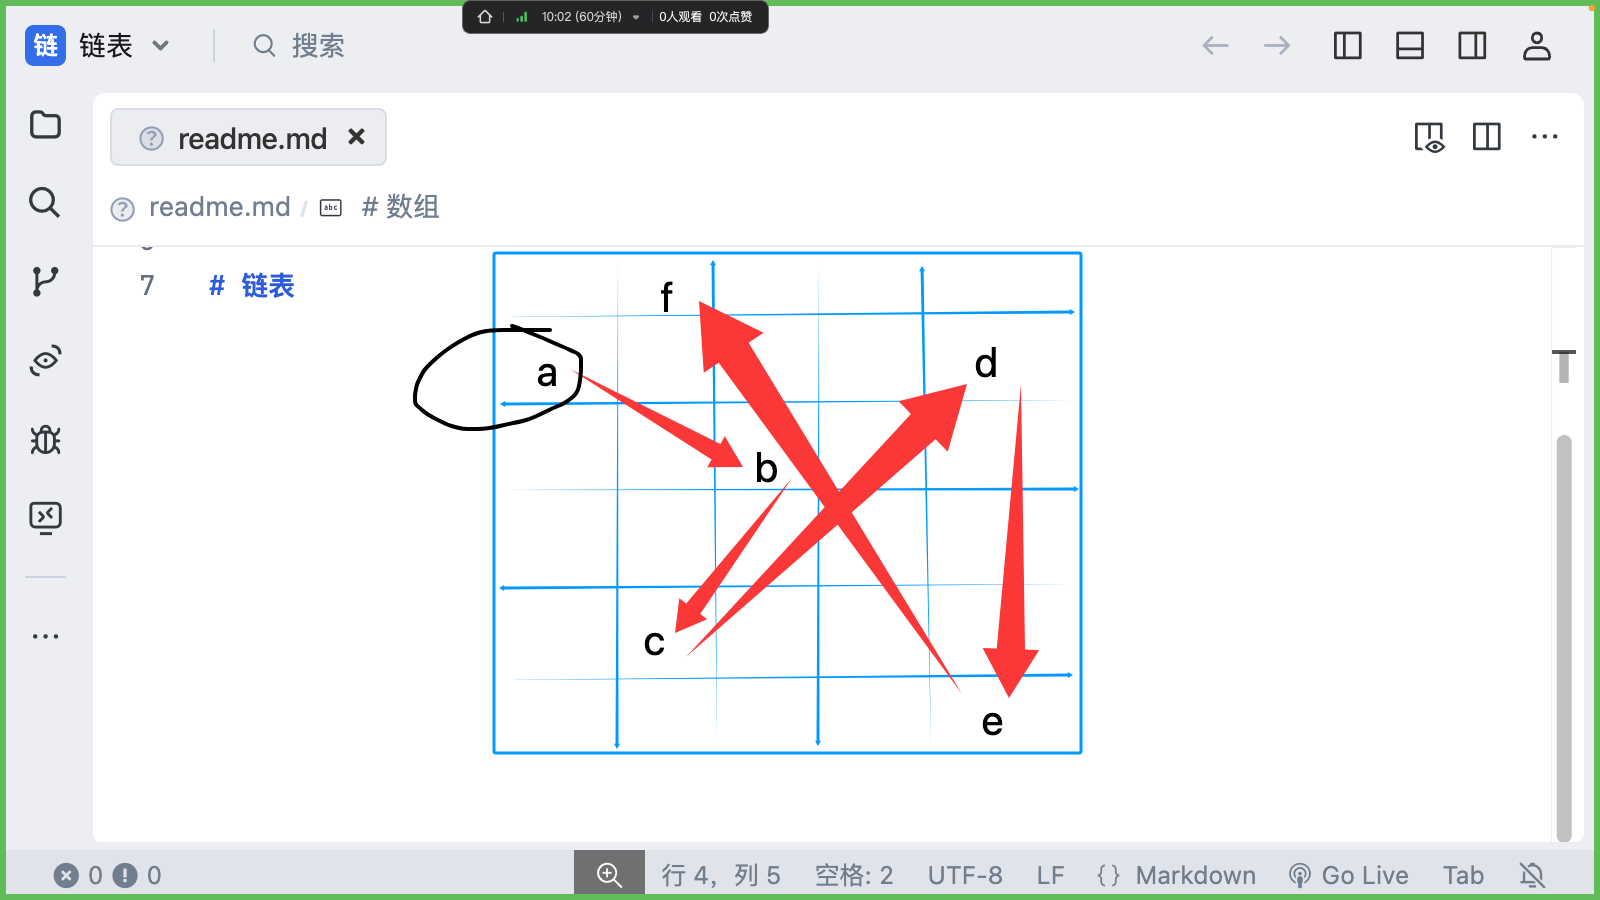 10:02 (60分钟) 0人观看 0次点赞
链 链表 搜索
readme.md
readme.md / abc # 数组
7 # 链表
f
a
d
b
c
e
T
0 0 行 4，列 5 空格: 2 UTF-8 LF {} Markdown Go Live Tab